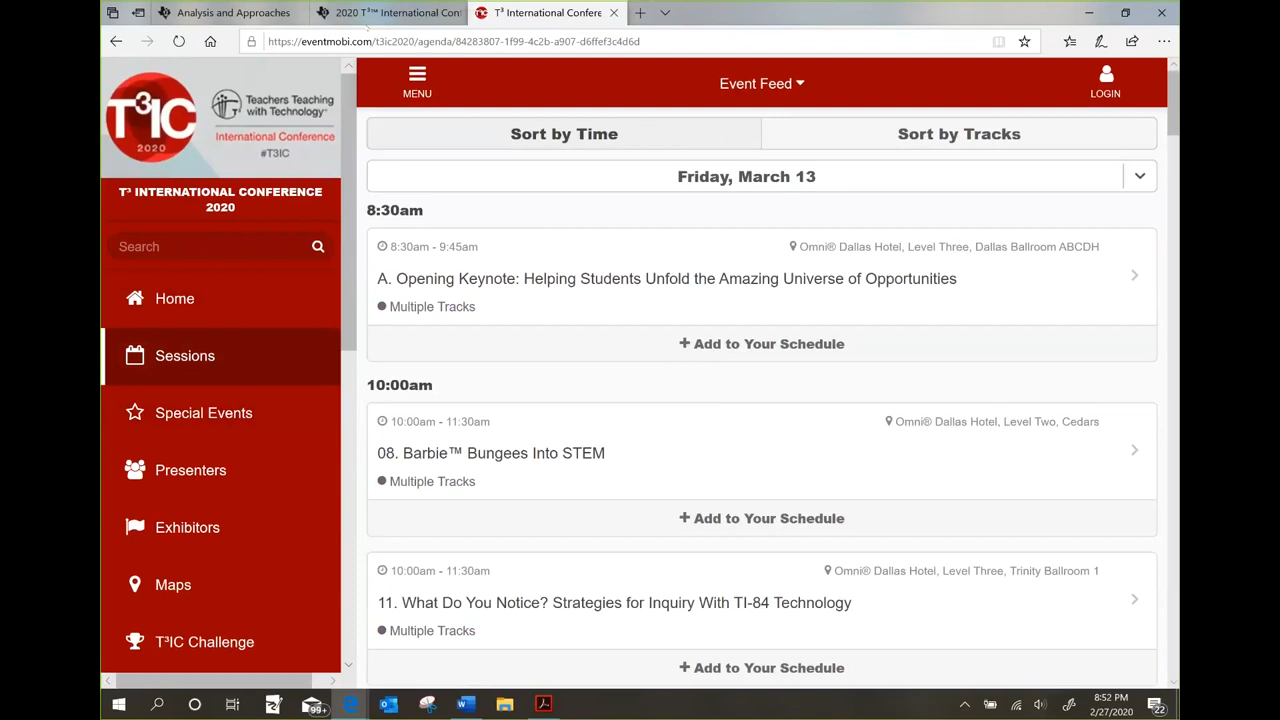 Analysis and Approaches
2020 T³™ International Conf
T³ International Conferen
https://eventmobi.com/t3ic2020/agenda/84283807-1f99-4c2b-a907-d6ffef3c4d6d
T³IC
2020
Teachers Teaching
with Technology™
International Conference
#T3IC
MENU
Event Feed
LOGIN
T³ INTERNATIONAL CONFERENCE
2020
Search
Home
Sessions
Special Events
Presenters
Exhibitors
Maps
T³IC Challenge
Sort by Time
Sort by Tracks
Friday, March 13
8:30am
8:30am - 9:45am
Omni® Dallas Hotel, Level Three, Dallas Ballroom ABCDH
A. Opening Keynote: Helping Students Unfold the Amazing Universe of Opportunities
Multiple Tracks
+ Add to Your Schedule
10:00am
10:00am - 11:30am
Omni® Dallas Hotel, Level Two, Cedars
08. Barbie™ Bungees Into STEM
Multiple Tracks
+ Add to Your Schedule
10:00am - 11:30am
Omni® Dallas Hotel, Level Three, Trinity Ballroom 1
11. What Do You Notice? Strategies for Inquiry With TI-84 Technology
Multiple Tracks
+ Add to Your Schedule
99+
8:52 PM
2/27/2020
22